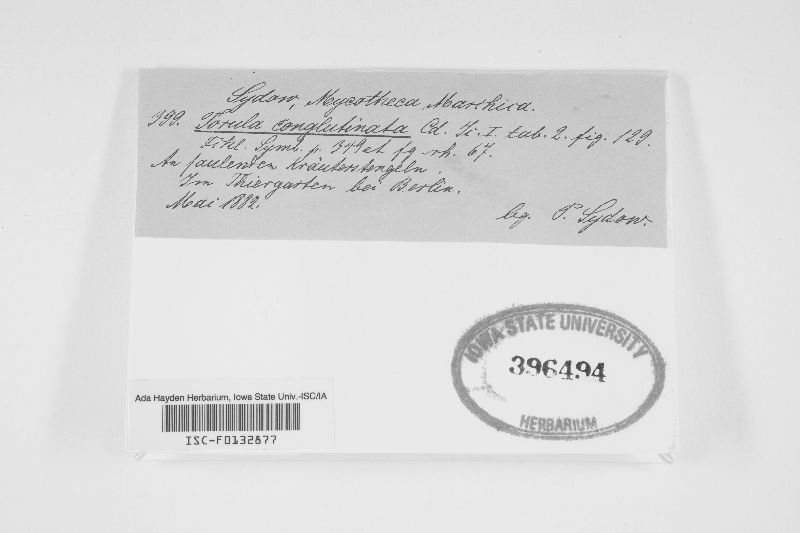 Sydow, Mycotheca Marchica.
399. Torula conglutinata Cd. Ic. I. tab. 2. fig. 129.
Fckl. Symb. p. 349 et fg. rh. 67.
An faulenden Kräuterstengeln.
Im Thiergarten bei Berlin.
Mai 1882.
leg. P. Sydow.
IOWA STATE UNIVERSITY
396494
HERBARIUM
Ada Hayden Herbarium, Iowa State Univ.-ISC/IA
ISC-F0132877